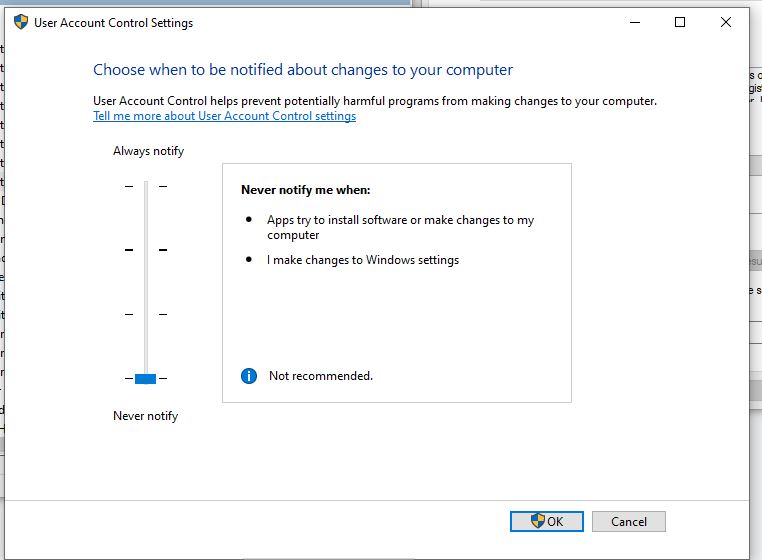 User Account Control Settings
Choose when to be notified about changes to your computer
User Account Control helps prevent potentially harmful programs from making changes to your computer.
Tell me more about User Account Control settings
Always notify
Never notify me when:
• Apps try to install software or make changes to my
computer
• I make changes to Windows settings
Not recommended.
Never notify
OK
Cancel